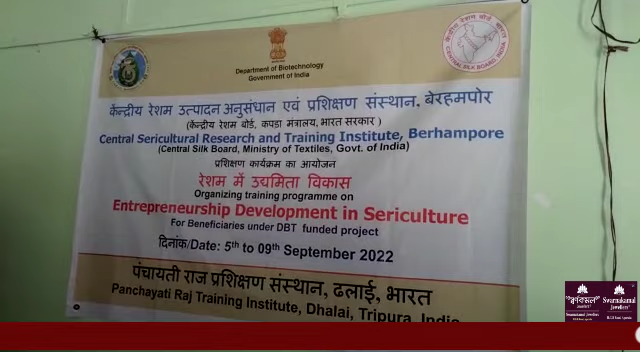 Department of Biotechnology
Government of India
केन्द्रीय रेशम उत्पादन अनुसंधान एवं प्रशिक्षण संस्थान, बेरहमपोर
(केंन्द्रीय रेशम बोर्ड, कपडा मंत्रालय, भारत सरकार )
Central Sericultural Research and Training Institute, Berhampore
(Central Silk Board, Ministry of Textiles, Govt. of India)
प्रशिक्षण कार्यक्रम का आयोजन
रेशम में उद्यमिता विकास
Organizing training programme on
Entrepreneurship Development in Sericulture
For Beneficiaries under DBT funded project
दिनांक/Date: 5th to 09th September 2022
पंचायती राज प्रशिक्षण संस्थान, ढलाई, भारत
Panchayati Raj Training Institute, Dhalai, Tripura, India
Swarnakamal
Jewellers